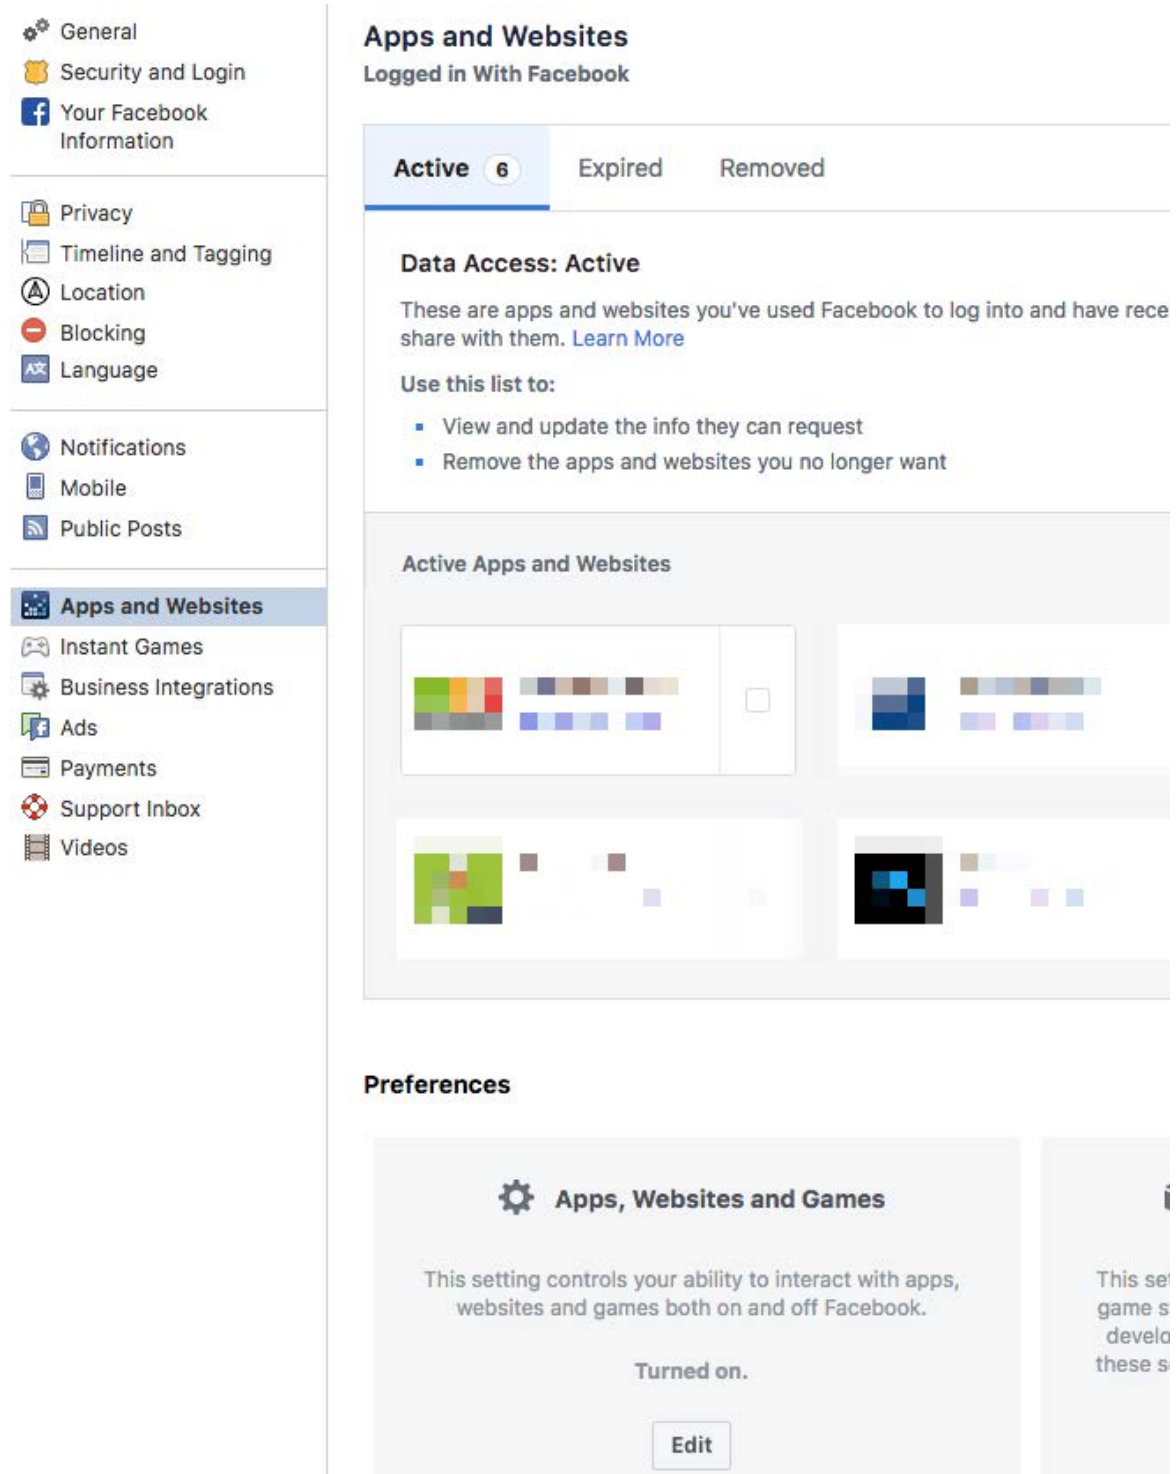 General
Security and Login
Your Facebook
Information
Privacy
Timeline and Tagging
Location
Blocking
Language
Notifications
Mobile
Public Posts
Apps and Websites
Instant Games
Business Integrations
Ads
Payments
Support Inbox
Videos
Apps and Websites
Logged in With Facebook
Active 6 Expired Removed
Data Access: Active
These are apps and websites you've used Facebook to log into and have rece
share with them. Learn More
Use this list to:
View and update the info they can request
Remove the apps and websites you no longer want
Active Apps and Websites
Preferences
Apps, Websites and Games
This setting controls your ability to interact with apps,
websites and games both on and off Facebook.
Turned on.
Edit
This se
game s
develo
these s